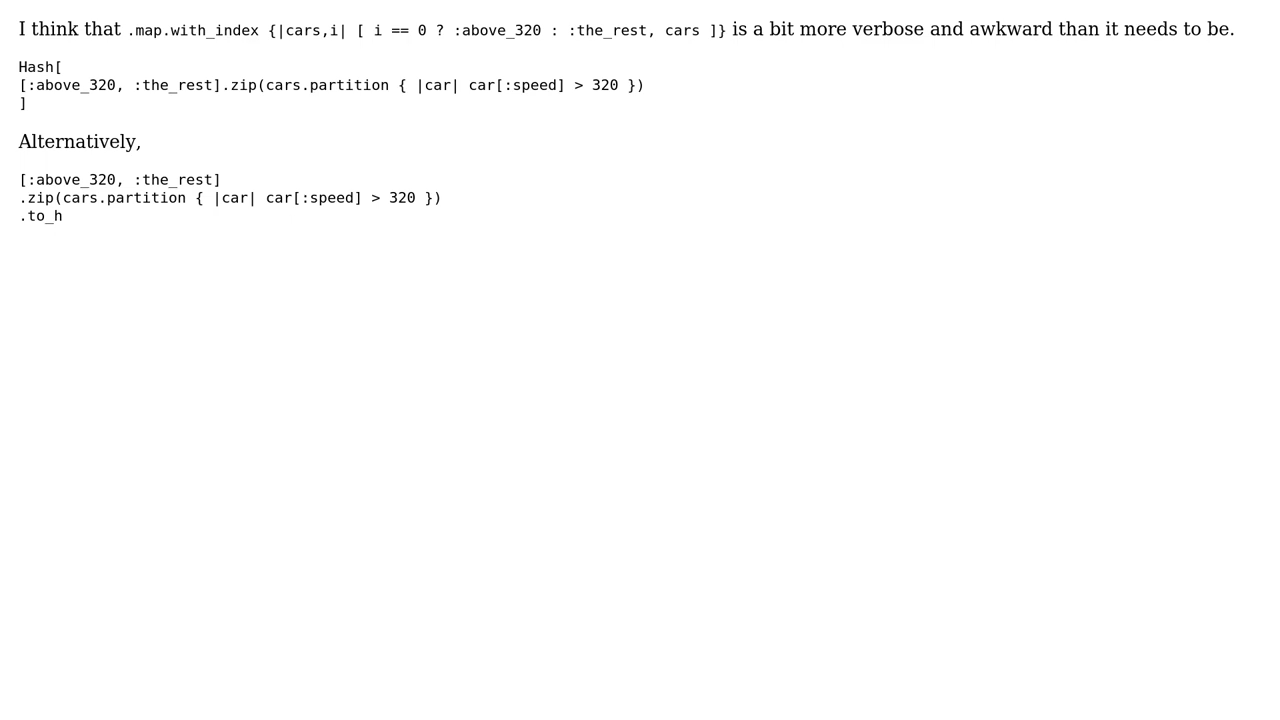 I think that .map.with_index {|cars,i| [ i == 0 ? :above_320 : :the_rest, cars ]} is a bit more verbose and awkward than it needs to be.
Hash[
[:above_320, :the_rest].zip(cars.partition { |car| car[:speed] > 320 })
]
Alternatively,
[:above_320, :the_rest]
.zip(cars.partition { |car| car[:speed] > 320 })
.to_h